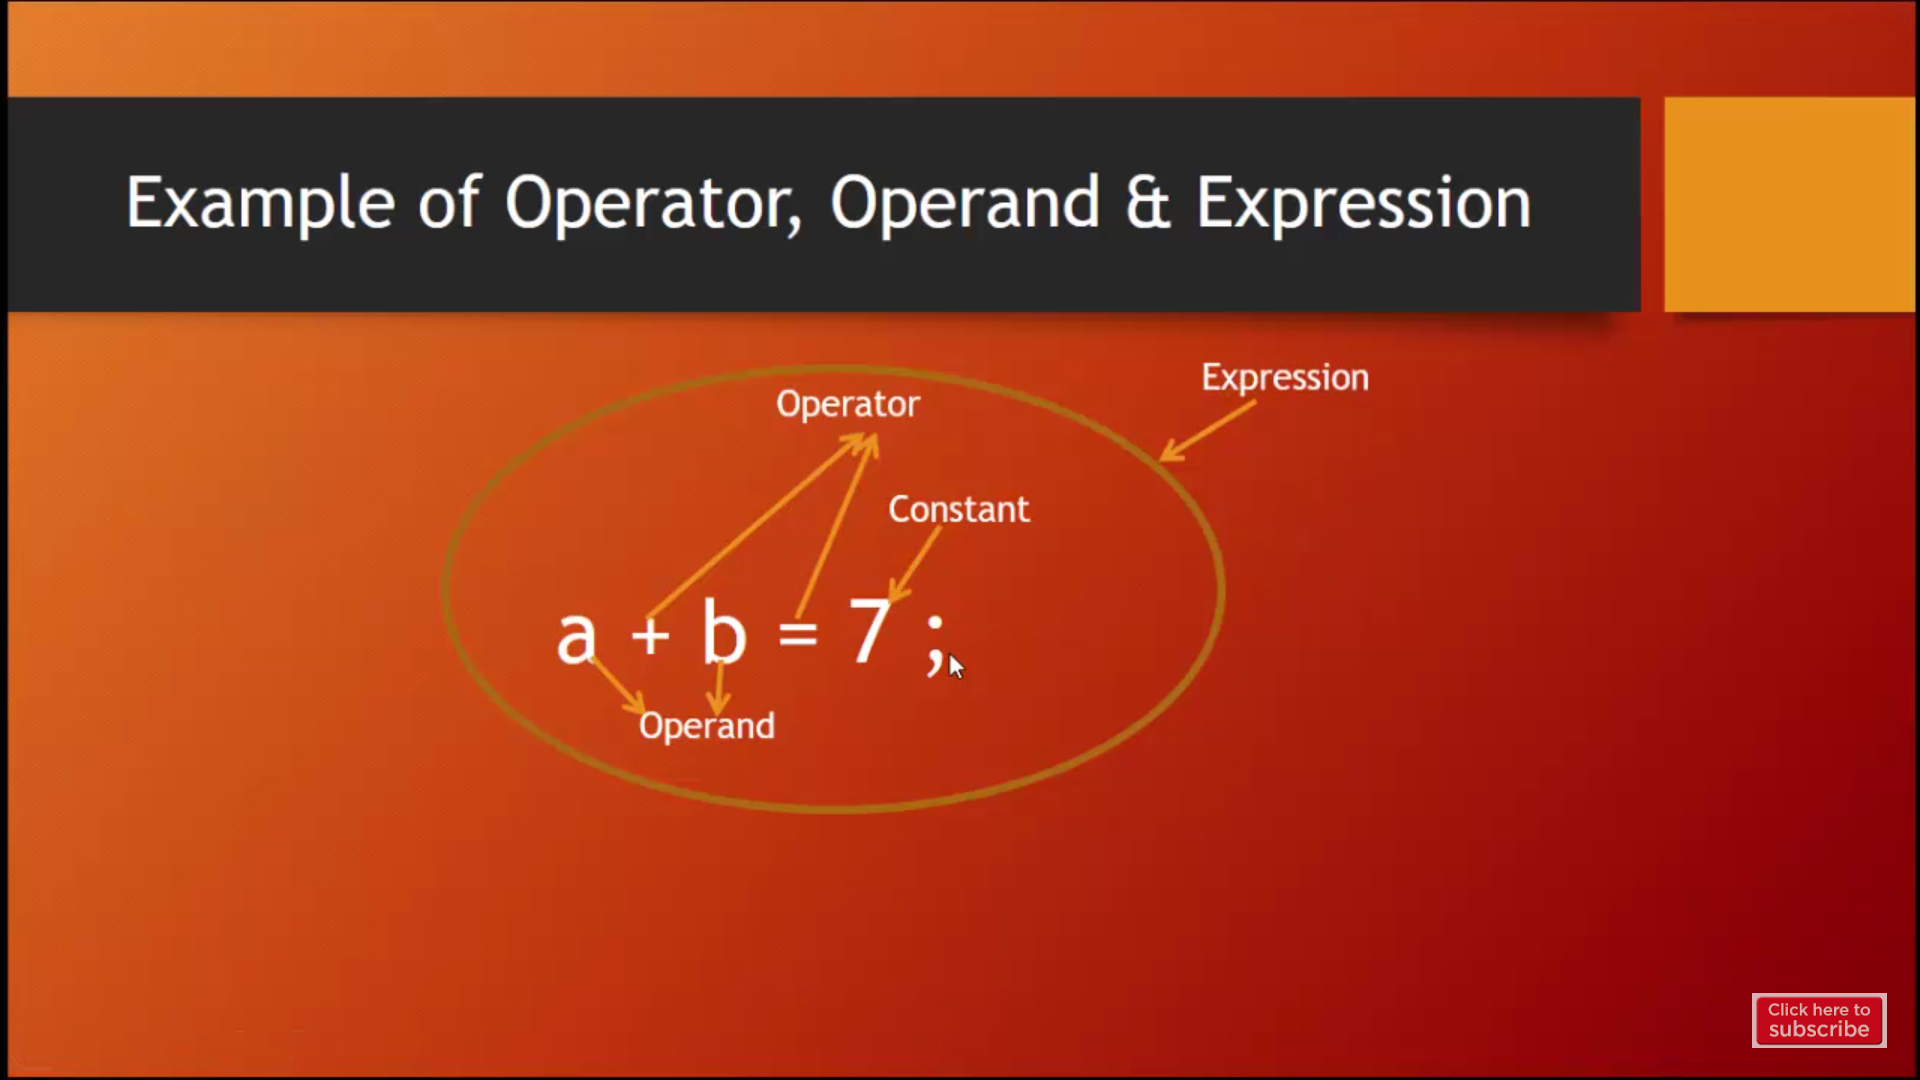 Example of Operator, Operand & Expression
Expression
Operator
Constant
a + b = 7 ;
Operand
Click here to
subscribe